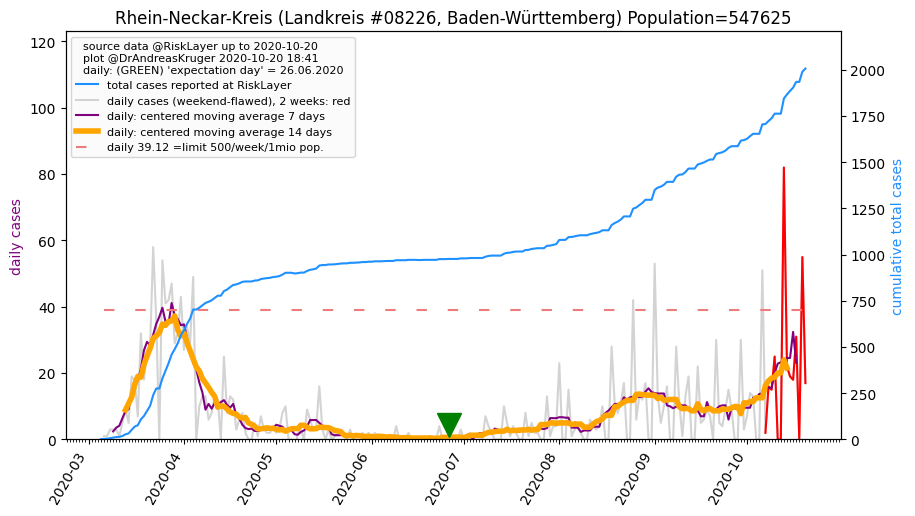 Rhein-Neckar-Kreis (Landkreis #08226, Baden-Württemberg) Population=547625
source data @RiskLayer up to 2020-10-20
plot @DrAndreasKruger 2020-10-20 18:41
daily: (GREEN) 'expectation day' = 26.06.2020
total cases reported at RiskLayer
daily cases (weekend-flawed), 2 weeks: red
daily: centered moving average 7 days
daily: centered moving average 14 days
daily 39.12 =limit 500/week/1mio pop.
daily cases
120
100
80
60
40
20
0
cumulative total cases
2000
1750
1500
1250
1000
750
500
250
0
2020-03
2020-04
2020-05
2020-06
2020-07
2020-08
2020-09
2020-10